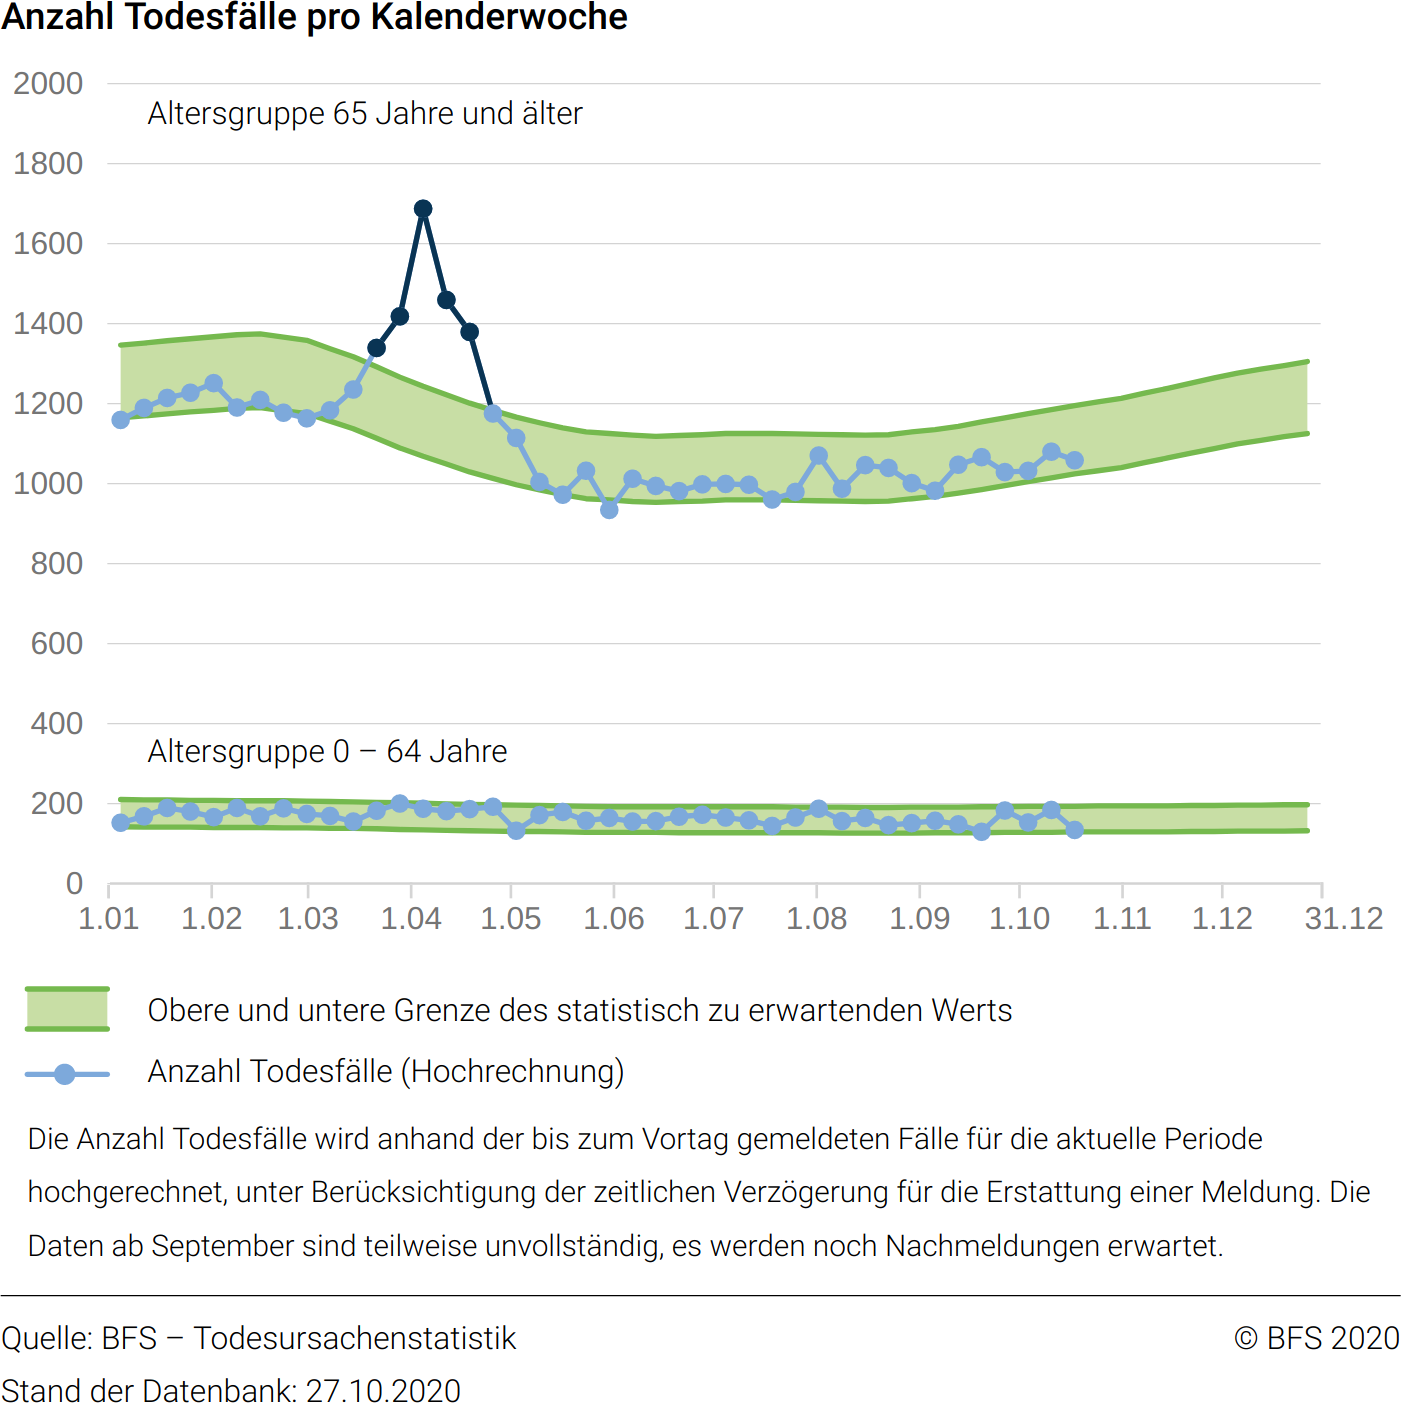 Anzahl Todesfälle pro Kalenderwoche
2000
Altersgruppe 65 Jahre und älter
1800
1600
1400
1200
1000
800
600
400
Altersgruppe 0 – 64 Jahre
200
0
1.01 1.02 1.03 1.04 1.05 1.06 1.07 1.08 1.09 1.10 1.11 1.12 31.12
Obere und untere Grenze des statistisch zu erwartenden Werts
Anzahl Todesfälle (Hochrechnung)
Die Anzahl Todesfälle wird anhand der bis zum Vortag gemeldeten Fälle für die aktuelle Periode
hochgerechnet, unter Berücksichtigung der zeitlichen Verzögerung für die Erstattung einer Meldung. Die
Daten ab September sind teilweise unvollständig, es werden noch Nachmeldungen erwartet.
Quelle: BFS – Todesursachenstatistik © BFS 2020
Stand der Datenbank: 27.10.2020